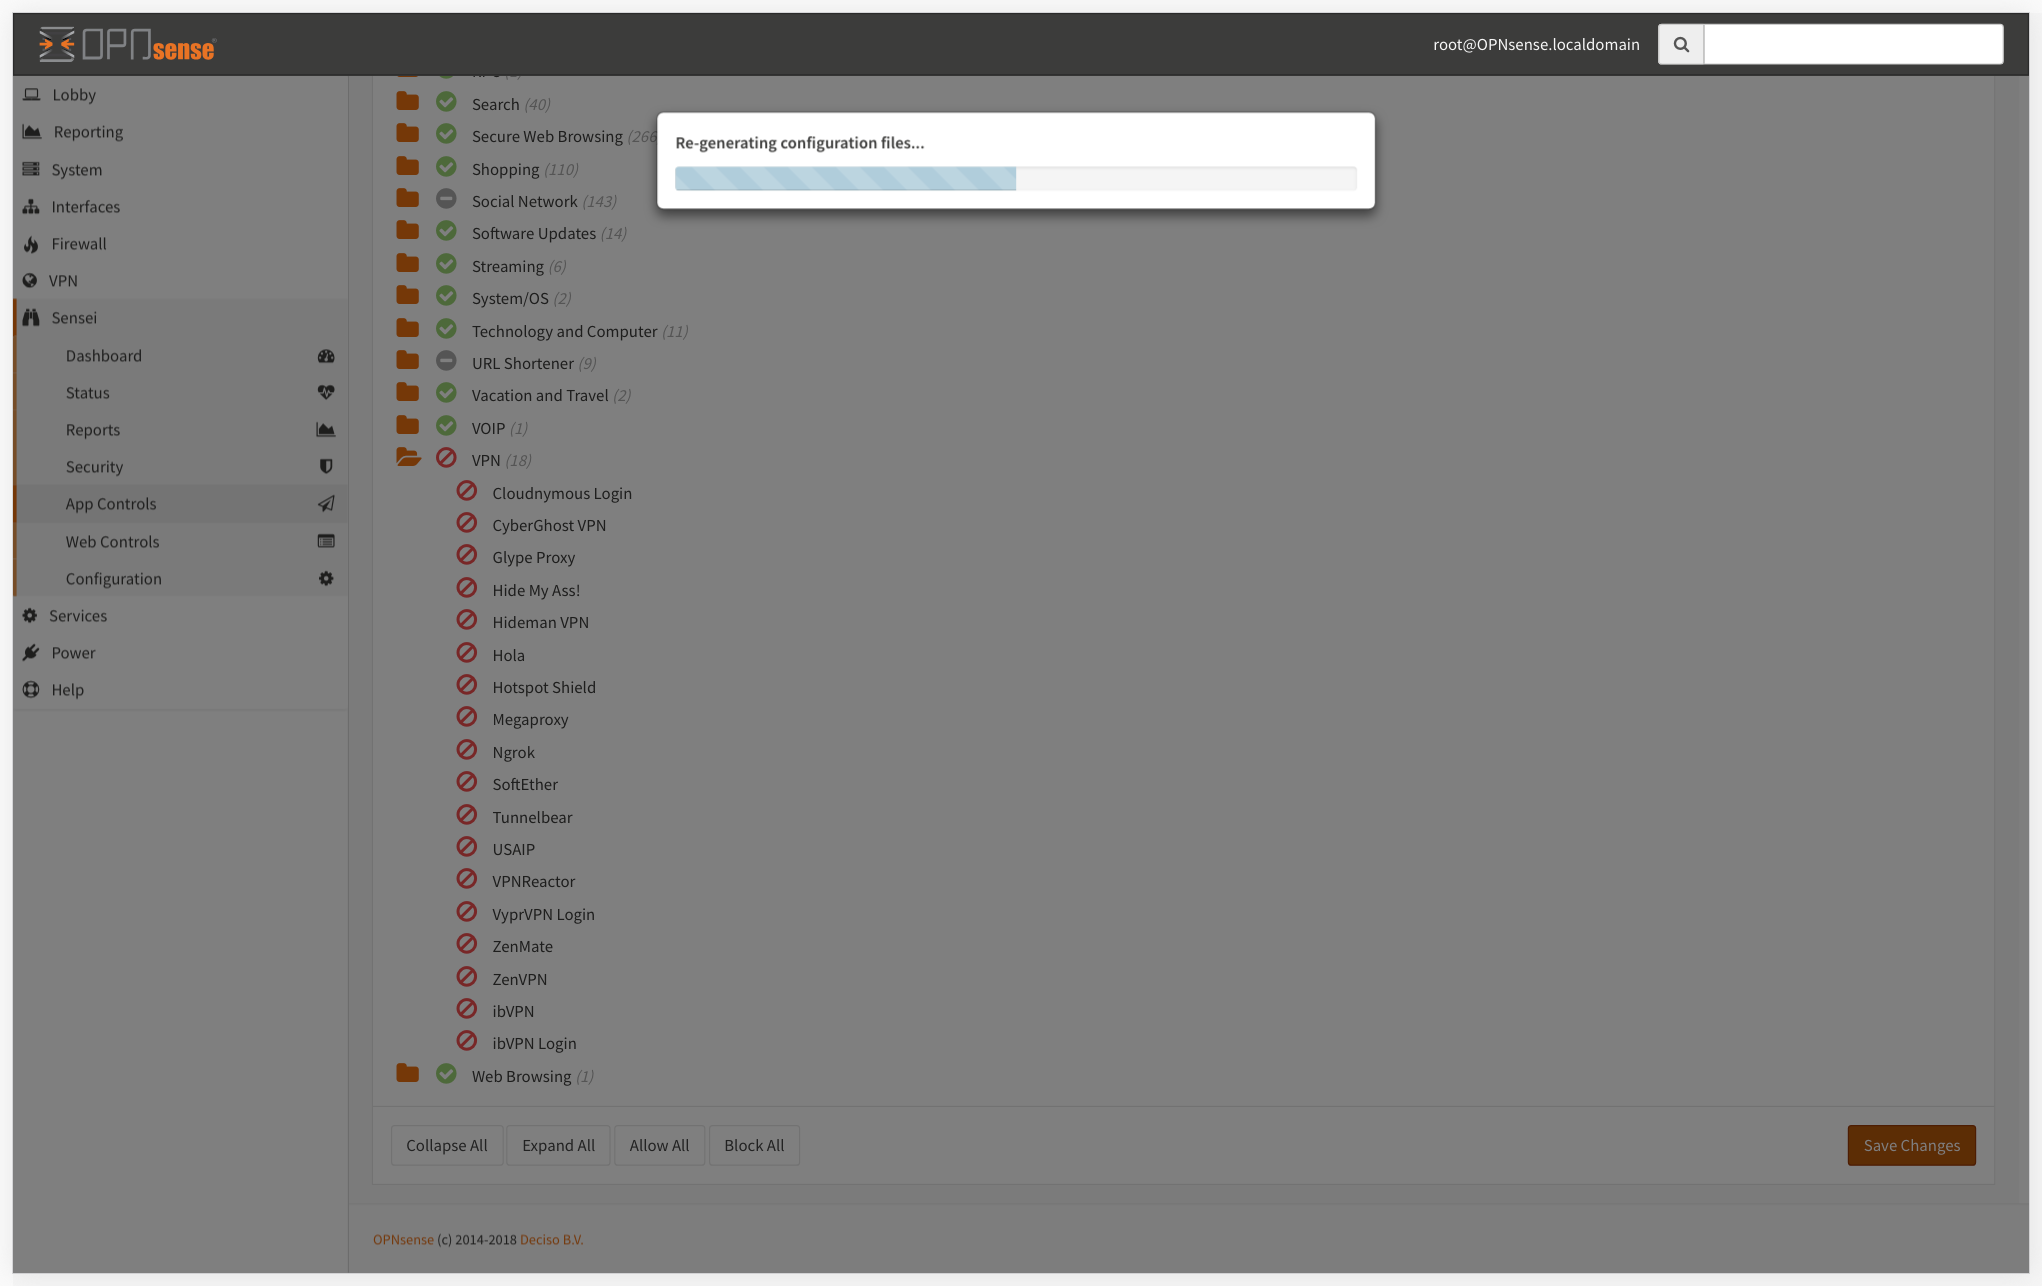 OPNsense
root@OPNsense.localdomain
Lobby
Reporting
System
Interfaces
Firewall
VPN
Sensei
Dashboard
Status
Reports
Security
App Controls
Web Controls
Configuration
Services
Power
Help
Search (40)
Secure Web Browsing (266
Shopping (110)
Social Network (143)
Software Updates (14)
Streaming (6)
System/OS (2)
Technology and Computer (11)
URL Shortener (9)
Vacation and Travel (2)
VOIP (1)
VPN (18)
Cloudnymous Login
CyberGhost VPN
Glype Proxy
Hide My Ass!
Hideman VPN
Hola
Hotspot Shield
Megaproxy
Ngrok
SoftEther
Tunnelbear
USAIP
VPNReactor
VyprVPN Login
ZenMate
ZenVPN
ibVPN
ibVPN Login
Web Browsing (1)
Re-generating configuration files...
Collapse All
Expand All
Allow All
Block All
Save Changes
OPNsense (c) 2014-2018 Deciso B.V.